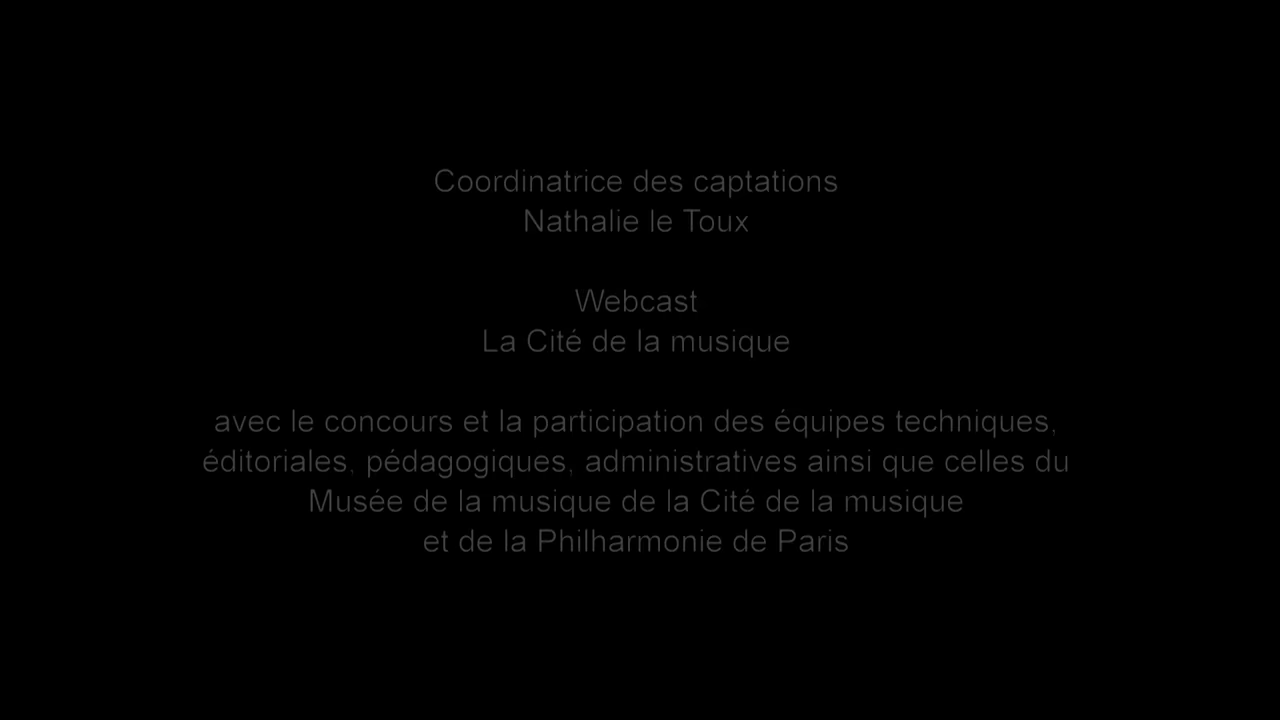 Coordinatrice des captations
Nathalie le Toux
Webcast
La Cité de la musique
avec le concours et la participation des équipes techniques,
éditoriales, pédagogiques, administratives ainsi que celles du
Musée de la musique de la Cité de la musique
et de la Philharmonie de Paris